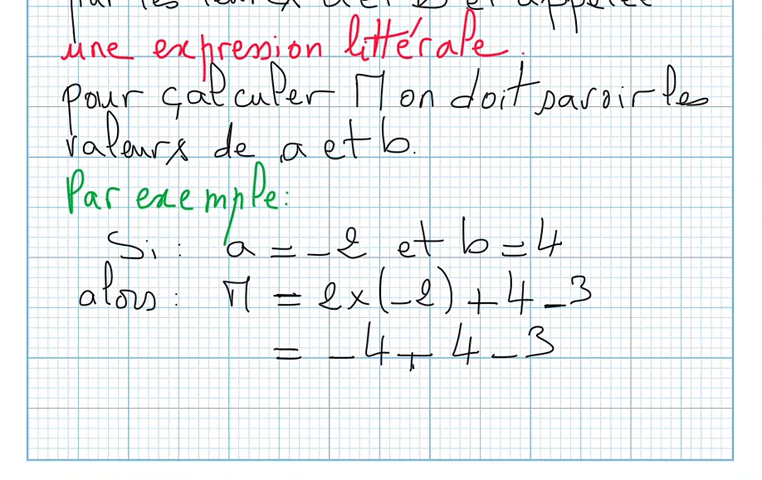 une expression littérale.
pour calculer M on doit savoir les
valeurs de a et b.
Par exemple:
Si : a = -2 et b = 4
alors : M = 2×(-2) + 4 - 3
= -4 + 4 - 3